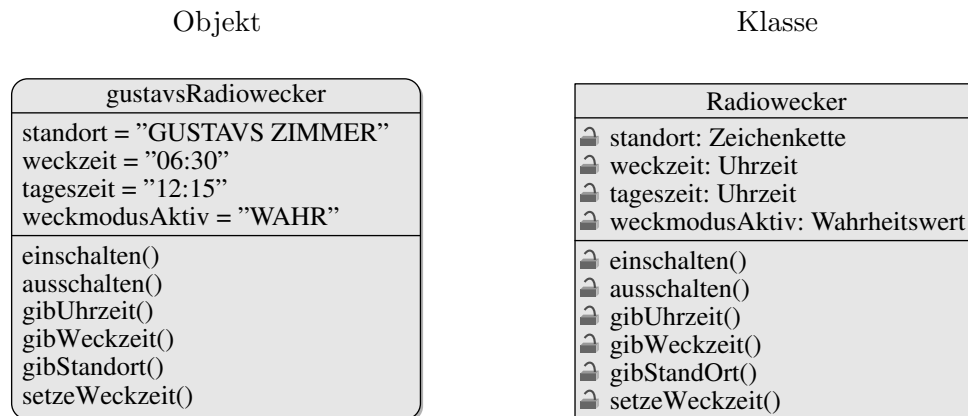 Objekt
gustavsRadiowecker
standort = ”GUSTAVS ZIMMER”
weckzeit = ”06:30”
tageszeit = ”12:15”
weckmodusAktiv = ”WAHR”
einschalten()
ausschalten()
gibUhrzeit()
gibWeckzeit()
gibStandort()
setzeWeckzeit()
Klasse
Radiowecker
standort: Zeichenkette
weckzeit: Uhrzeit
tageszeit: Uhrzeit
weckmodusAktiv: Wahrheitswert
einschalten()
ausschalten()
gibUhrzeit()
gibWeckzeit()
gibStandOrt()
setzeWeckzeit()